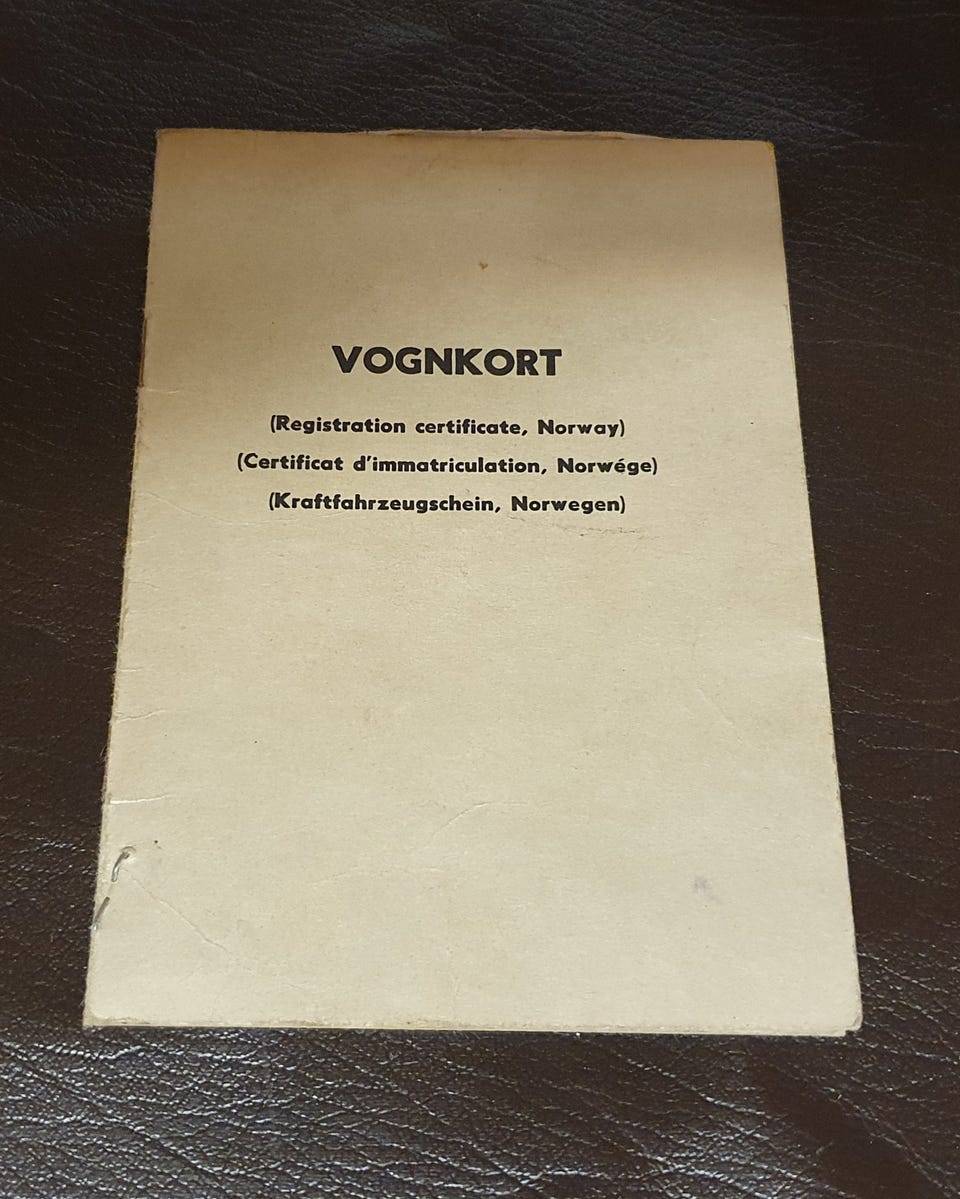 VOGNKORT
(Registration certificate, Norway)
(Certificat d'immatriculation, Norwége)
(Kraftfahrzeugschein, Norwegen)